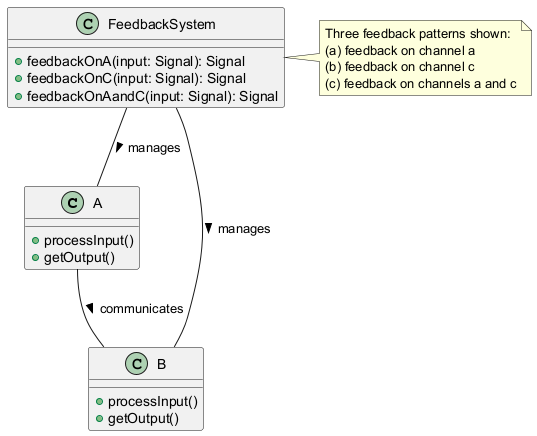 C FeedbackSystem
feedbackOnA(input: Signal): Signal
feedbackOnC(input: Signal): Signal
feedbackOnAandC(input: Signal): Signal
Three feedback patterns shown:
(a) feedback on channel a
(b) feedback on channel c
(c) feedback on channels a and c
manages
C A
processInput()
getOutput()
manages
communicates
C B
processInput()
getOutput()